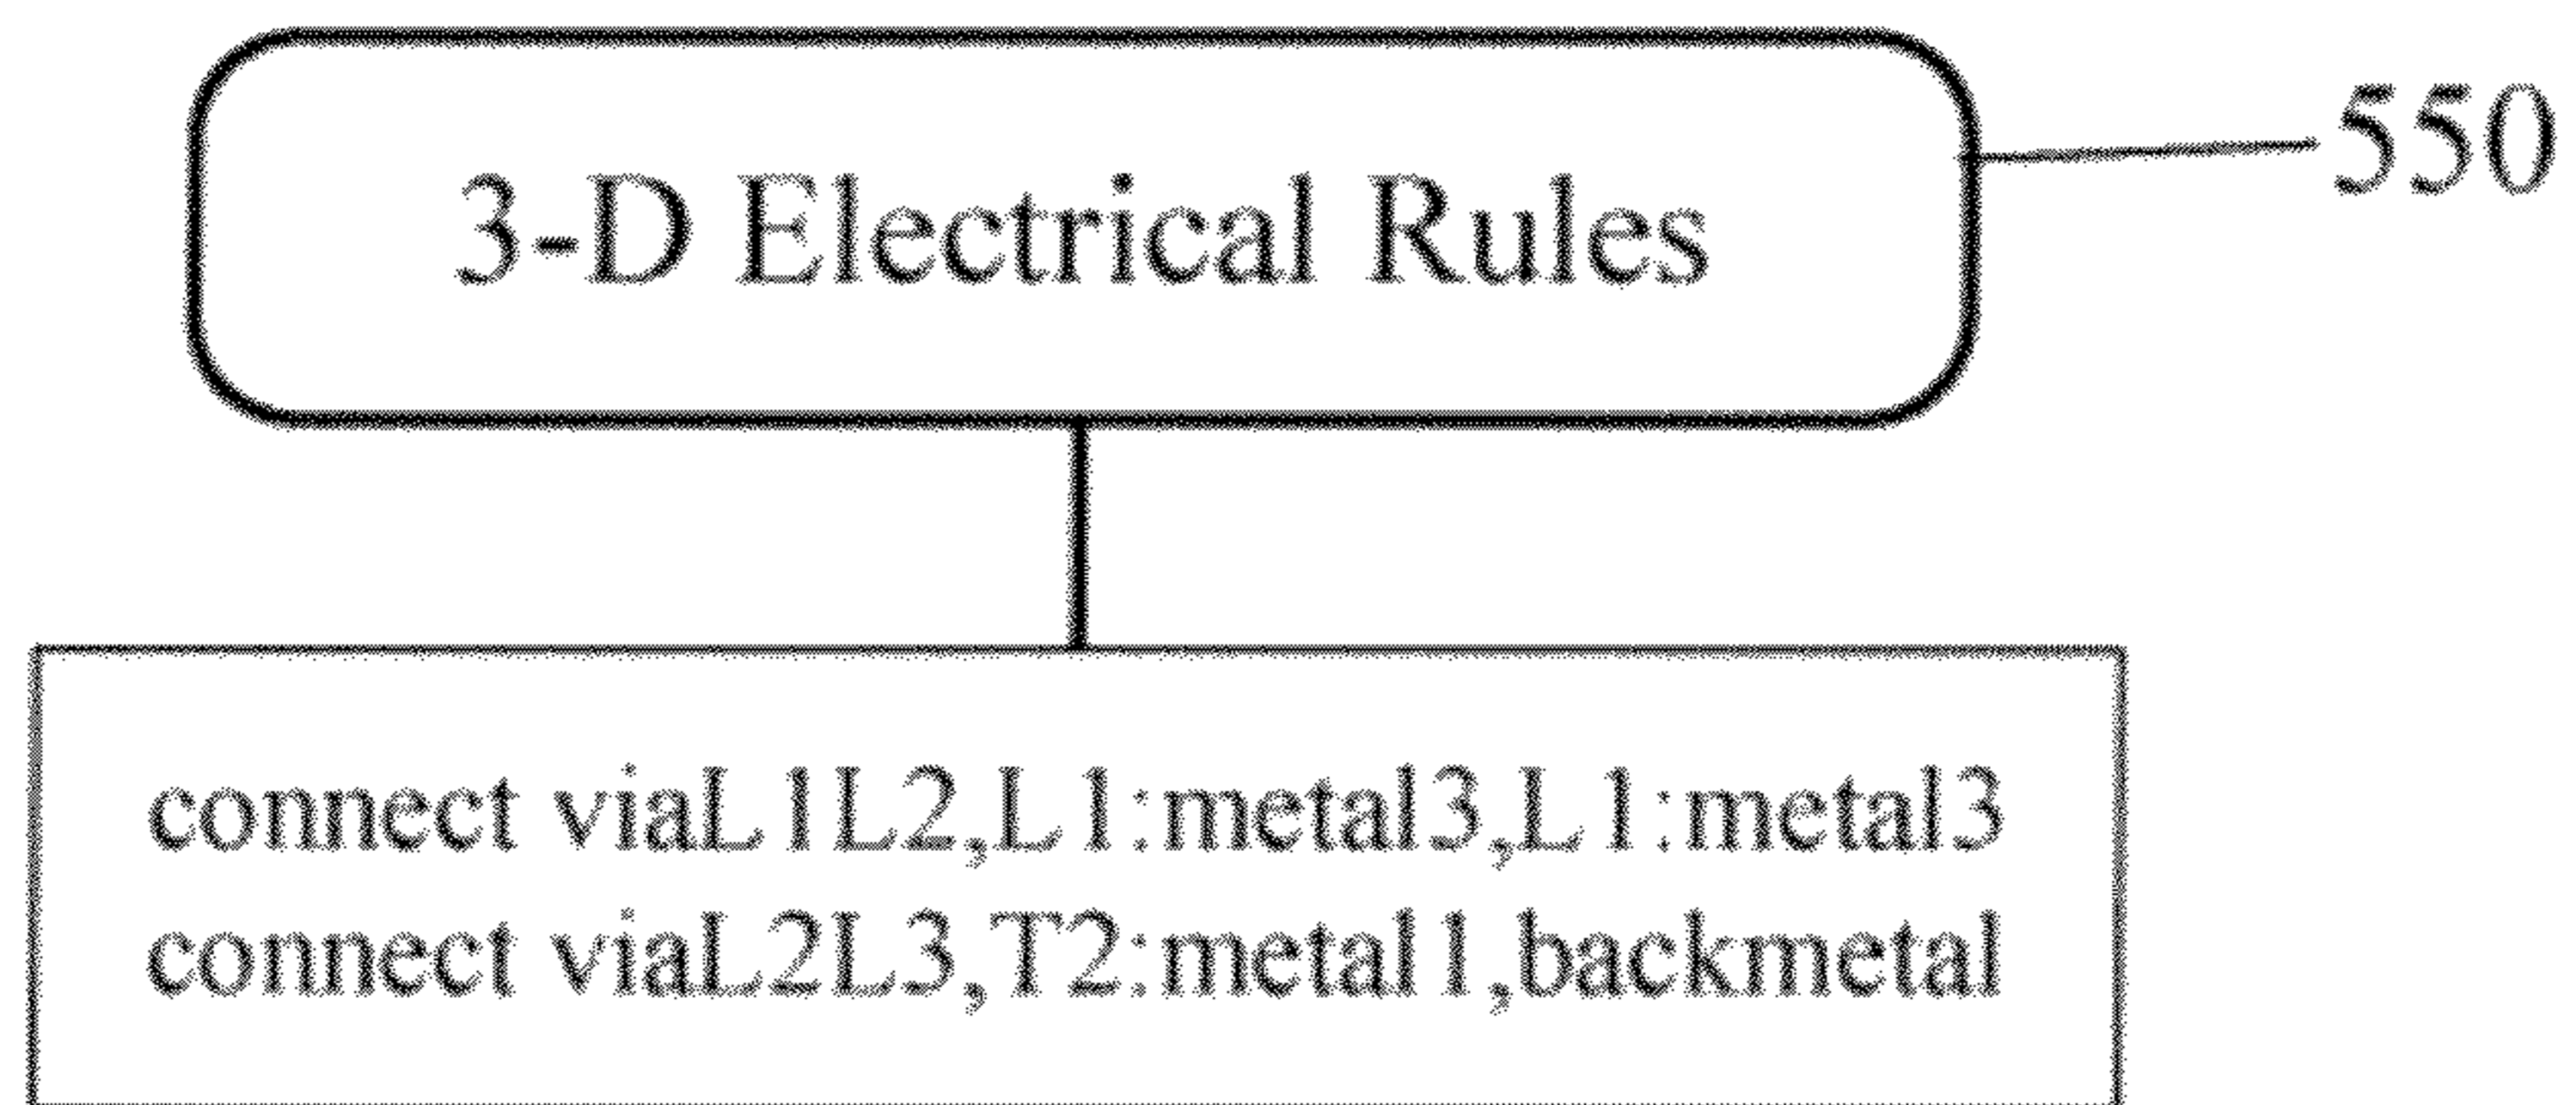 3-D Electrical Rules
550
connect viaL1L2,L1:metal3,L1:metal3
connect viaL2L3,T2:metal1,backmetal